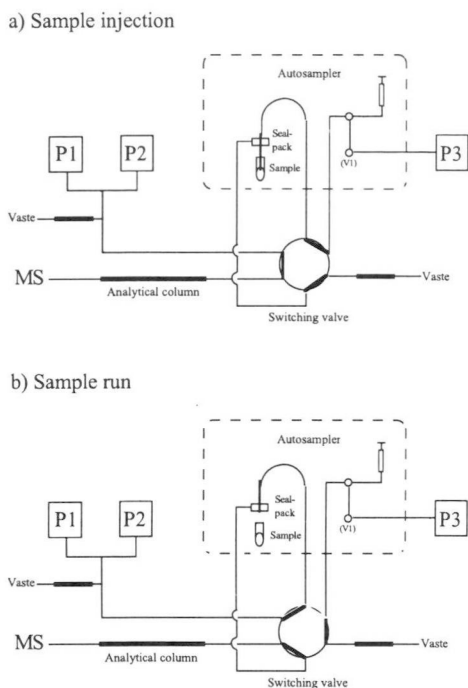 a) Sample injection
Autosampler
Seal-
pack
Sample
(V1)
P1
P2
P3
Vaste
MS
Analytical column
Vaste
Switching valve
b) Sample run
Autosampler
Seal-
pack
Sample
(V1)
P1
P2
P3
Vaste
MS
Analytical column
Vaste
Switching valve